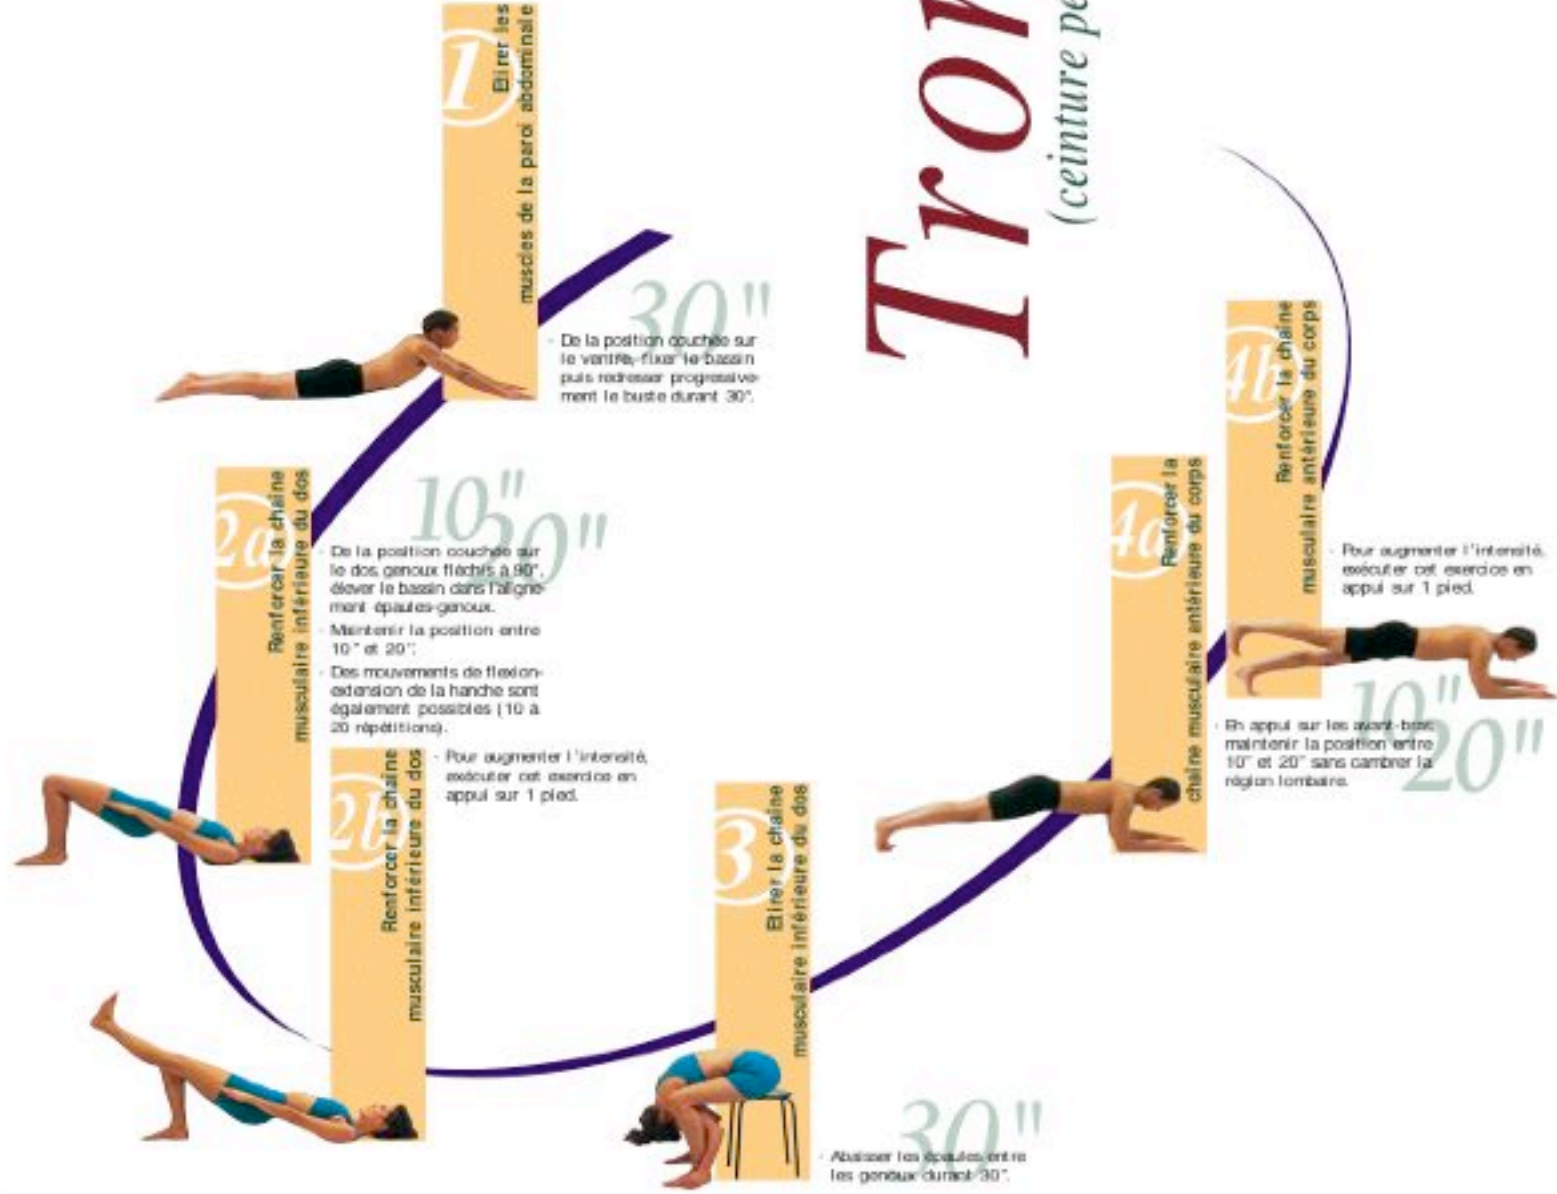 Tron
(ceinture pe
1
Etirer les
muscles de la paroi abdominale
30"
- De la position couchée sur
le ventre, fixer le bassin
puis redresser progressive-
ment le buste durant 30".
2a
Renforcer la chaîne
musculaire inférieure du dos
10"
20"
- De la position couchée sur
le dos, genoux fléchis à 90°,
élever le bassin dans l'aligne-
ment épaules-genoux.
- Maintenir la position entre
10" et 20".
- Des mouvements de flexion-
extension de la hanche sont
également possibles (10 à
20 répétitions).
2b
Renforcer la chaîne
musculaire inférieure du dos
- Pour augmenter l'intensité,
exécuter cet exercice en
appui sur 1 pied.
3
Etirer la chaîne
musculaire inférieure du dos
30"
- Abaisser les épaules entre
les genoux durant 30".
4a
Renforcer la
chaîne musculaire antérieure du corps
10"
20"
- En appui sur les avant-bras
maintenir la position entre
10" et 20" sans cambrer la
région lombaire.
4b
Renforcer la chaîne
musculaire antérieure du corps
- Pour augmenter l'intensité,
exécuter cet exercice en
appui sur 1 pied.